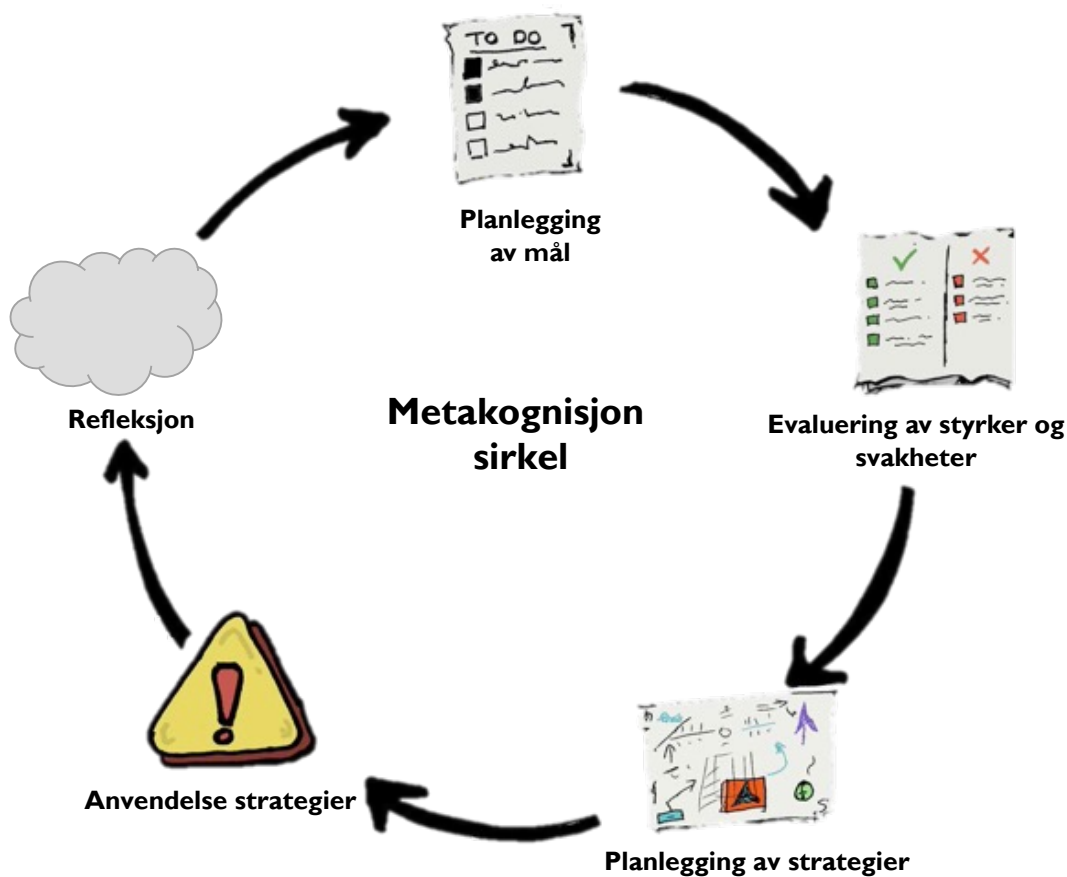 TO DO
Planlegging
av mål
Evaluering av styrker og
svakheter
Planlegging av strategier
Anvendelse strategier
Refleksjon
Metakognisjon
sirkel